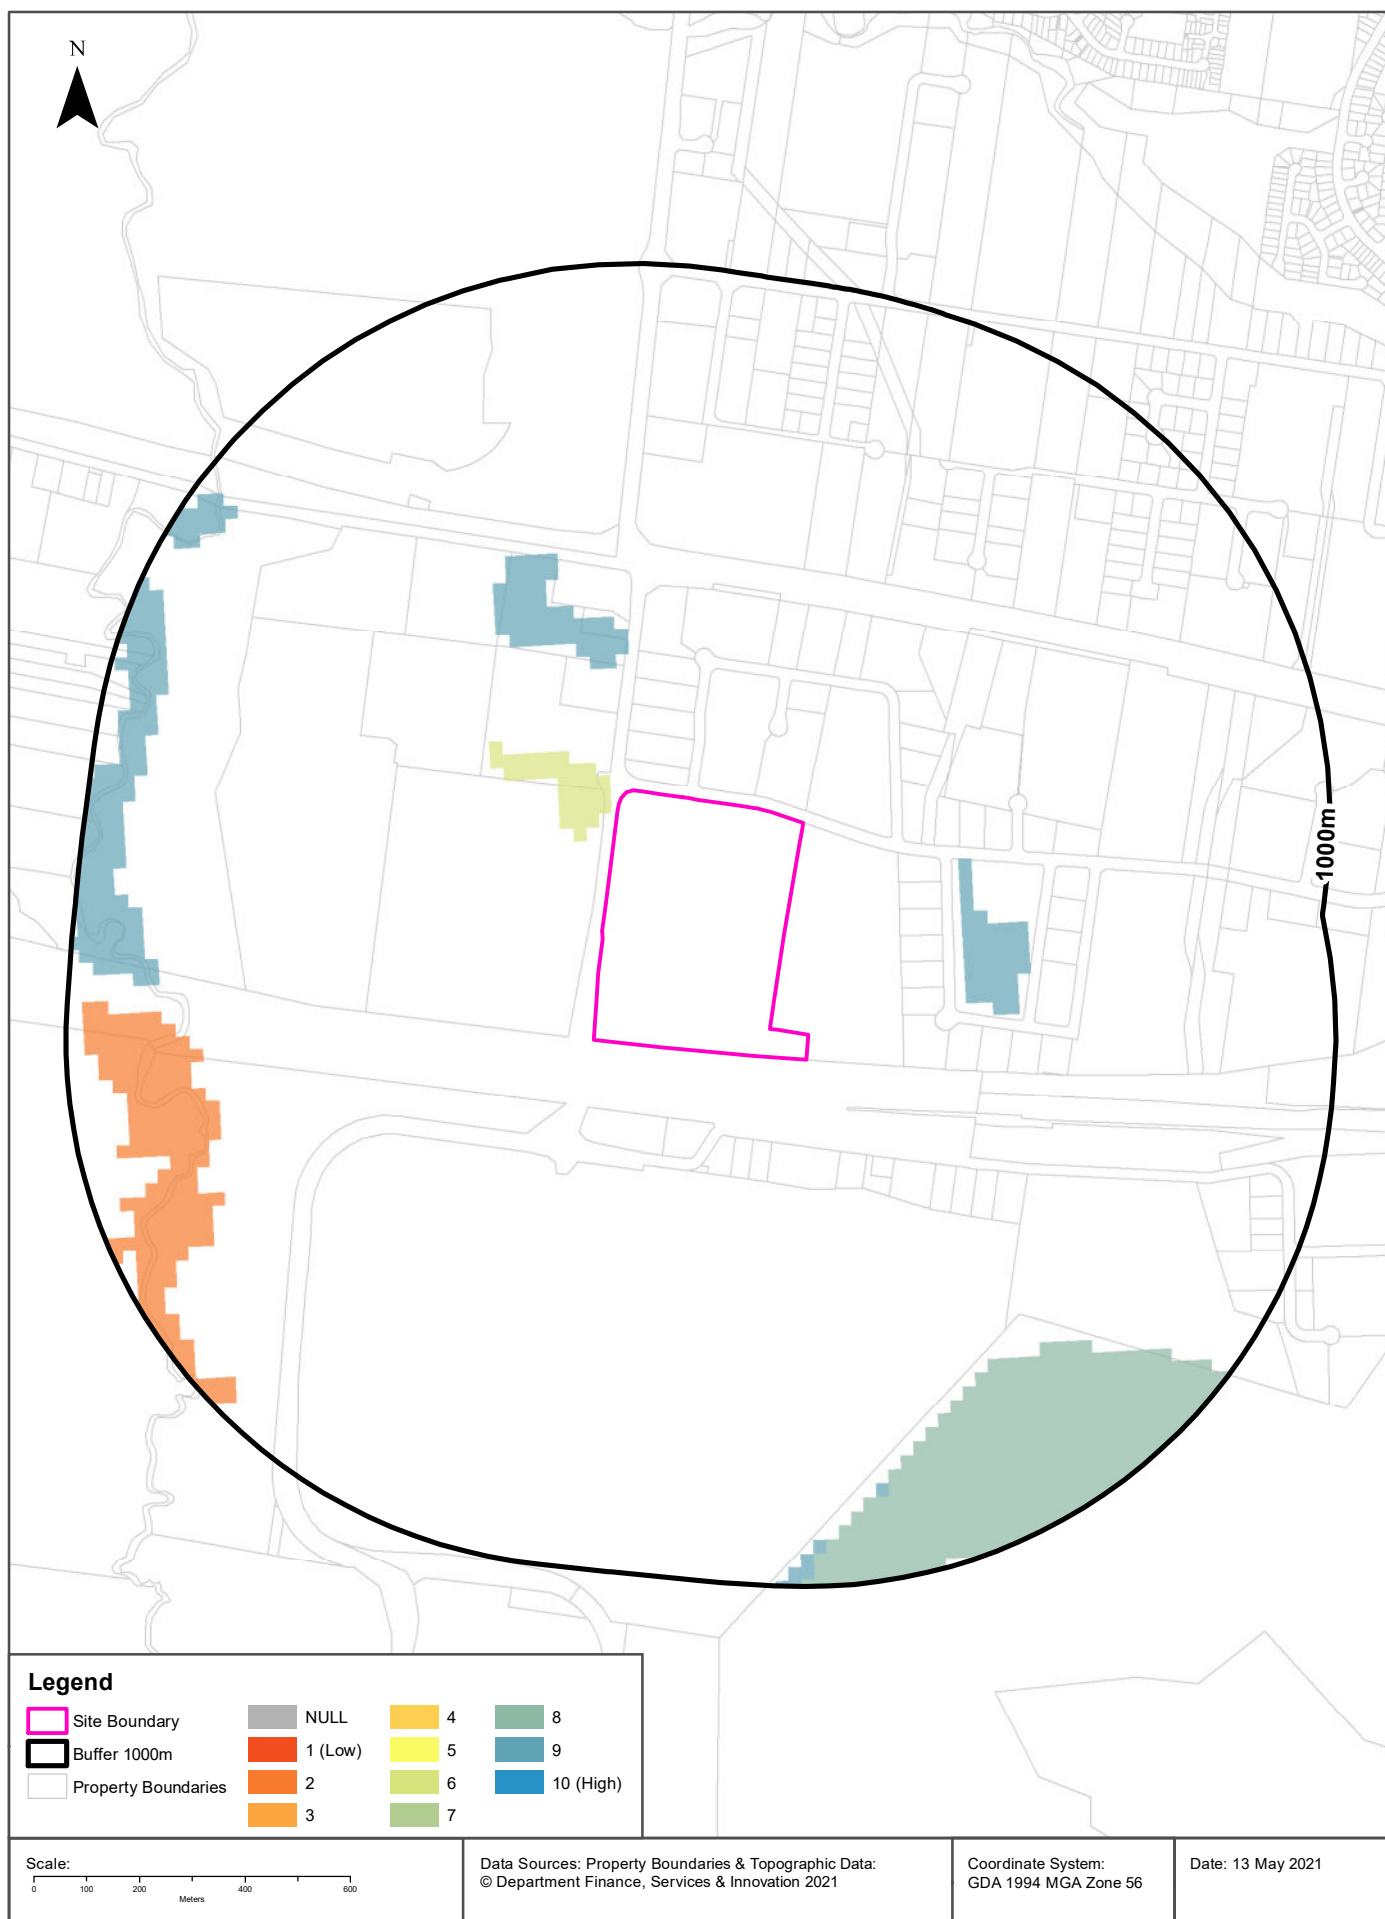 N
1000m
Legend
Site Boundary
Buffer 1000m
Property Boundaries
NULL
1 (Low)
2
3
4
5
6
7
8
9
10 (High)
Scale:
0 100 200 400 600
Meters
Data Sources: Property Boundaries & Topographic Data:
© Department Finance, Services & Innovation 2021
Coordinate System:
GDA 1994 MGA Zone 56
Date: 13 May 2021